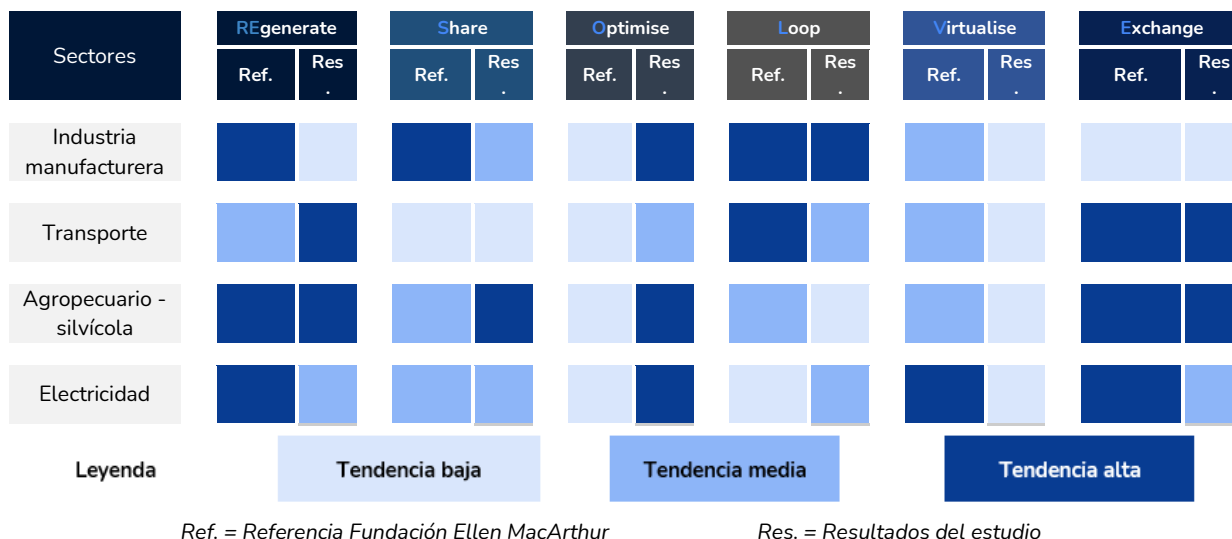 Sectores
REgenerate
Share
Optimise
Loop
Virtualise
Exchange
Ref.
Res
.
Ref.
Res
.
Ref.
Res
.
Ref.
Res
.
Ref.
Res
.
Ref.
Res
.
Industria
manufacturera
Transporte
Agropecuario -
silvícola
Electricidad
Leyenda
Tendencia baja
Tendencia media
Tendencia alta
Ref. = Referencia Fundación Ellen MacArthur
Res. = Resultados del estudio